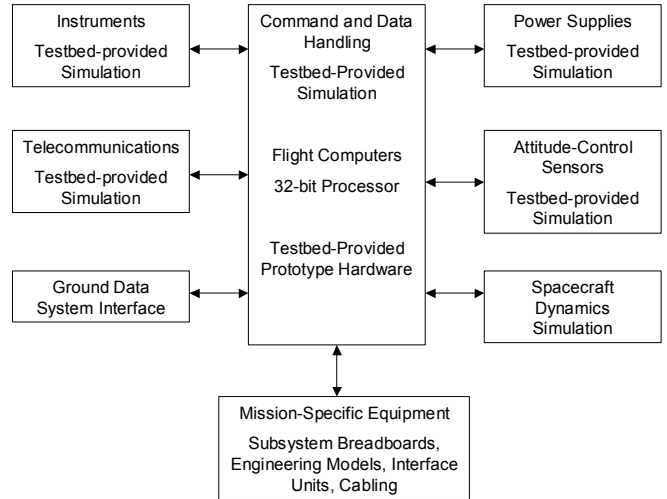 Instruments
Testbed-provided
Simulation
Telecommunications
Testbed-provided
Simulation
Ground Data
System Interface
Command and Data
Handling
Testbed-Provided
Simulation
Flight Computers
32-bit Processor
Testbed-Provided
Prototype Hardware
Power Supplies
Testbed-provided
Simulation
Attitude-Control
Sensors
Testbed-provided
Simulation
Spacecraft
Dynamics
Simulation
Mission-Specific Equipment
Subsystem Breadboards,
Engineering Models, Interface
Units, Cabling